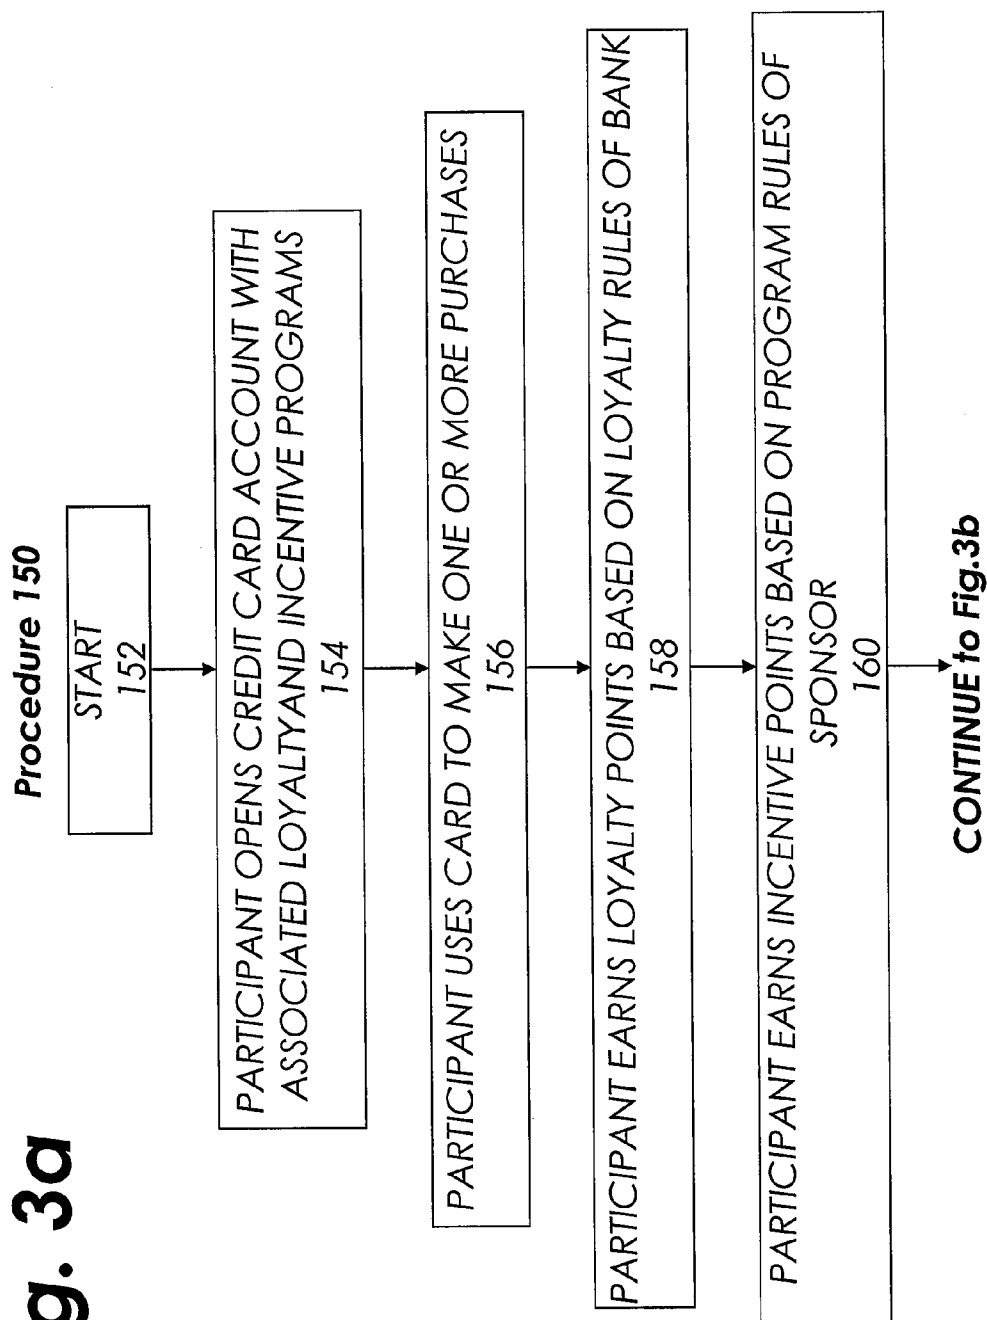 g. 3a
Procedure 150
START
152
PARTICIPANT OPENS CREDIT CARD ACCOUNT WITH
ASSOCIATED LOYALTYAND INCENTIVE PROGRAMS
154
PARTICIPANT USES CARD TO MAKE ONE OR MORE PURCHASES
156
PARTICIPANT EARNS LOYALTY POINTS BASED ON LOYALTY RULES OF BANK
158
PARTICIPANT EARNS INCENTIVE POINTS BASED ON PROGRAM RULES OF
SPONSOR
160
CONTINUE to Fig.3b